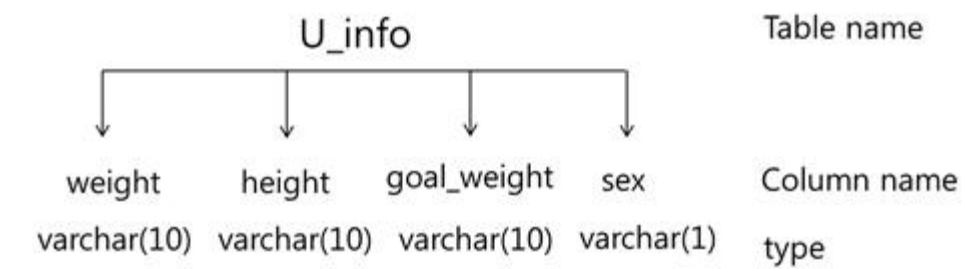 U_info Table name
weight height goal_weight sex Column name
varchar(10) varchar(10) varchar(10) varchar(1) type